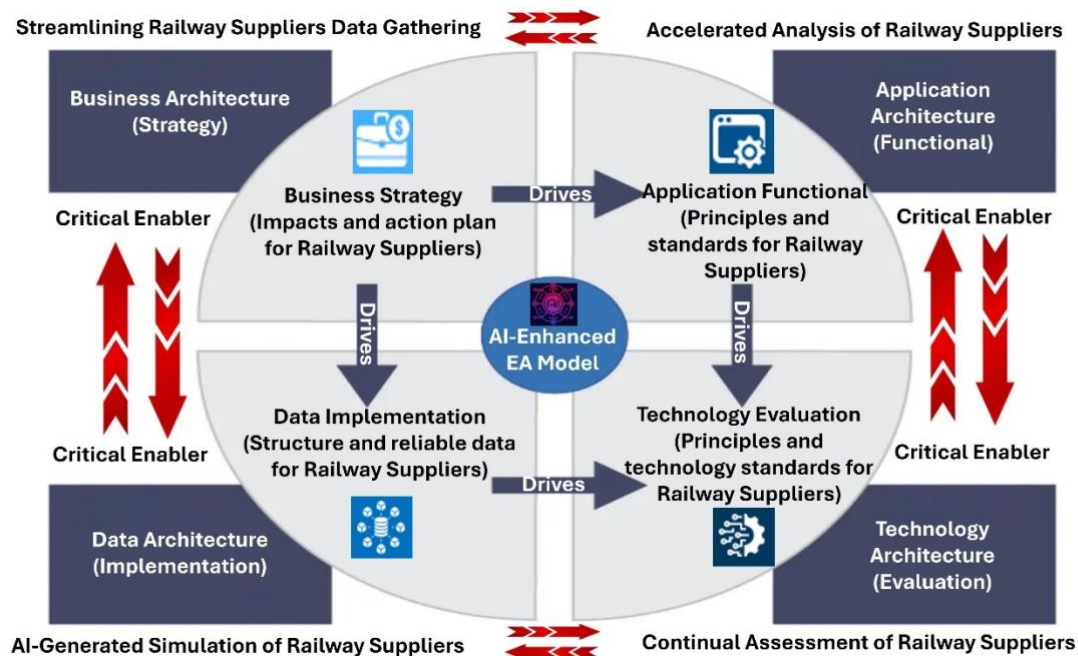 Streamlining Railway Suppliers Data Gathering
Accelerated Analysis of Railway Suppliers
Business Architecture
(Strategy)
Application
Architecture
(Functional)
Business Strategy
(Impacts and action plan
for Railway Suppliers)
Drives
Application Functional
(Principles and
standards for Railway
Suppliers)
Critical Enabler
Critical Enabler
Drives
AI-Enhanced
EA Model
Drives
Critical Enabler
Critical Enabler
Data Implementation
(Structure and reliable data
for Railway Suppliers)
Drives
Technology Evaluation
(Principles and
technology standards for
Railway Suppliers)
Data Architecture
(Implementation)
Technology
Architecture
(Evaluation)
AI-Generated Simulation of Railway Suppliers
Continual Assessment of Railway Suppliers